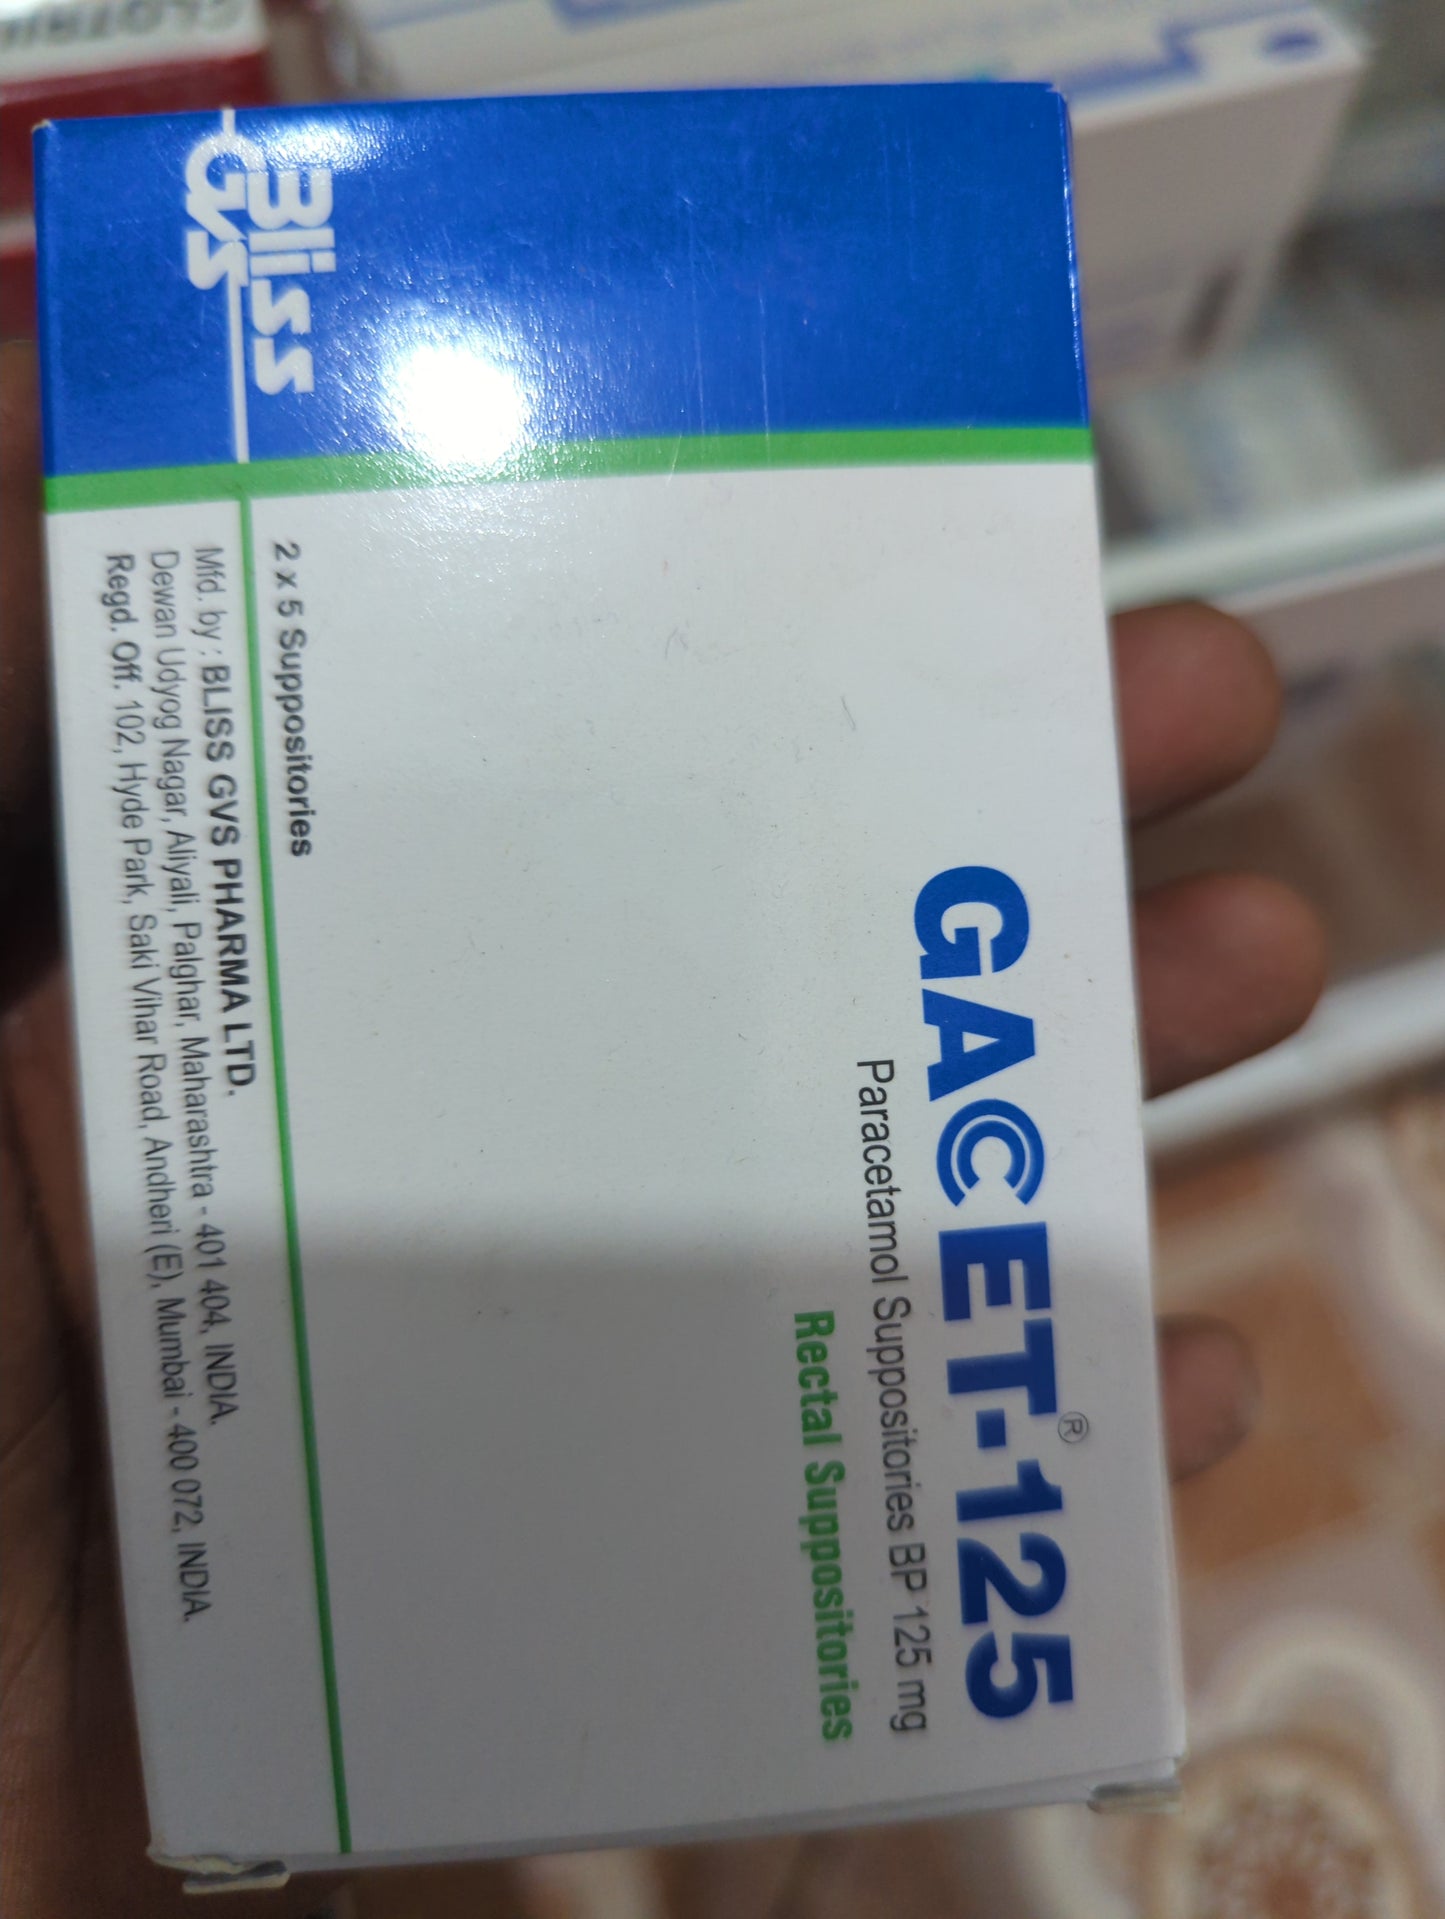 GACET-125®
Paracetamol Suppositories BP 125 mg
Rectal Suppositories
2 x 5 Suppositories
Bliss
GVS
Mfd. by : BLISS GVS PHARMA LTD.
Dewan Udyog Nagar, Aliyali, Palghar, Maharashtra - 401 404, INDIA.
Regd. Off. 102, Hyde Park, Saki Vihar Road, Andheri (E), Mumbai - 400 072, INDIA.